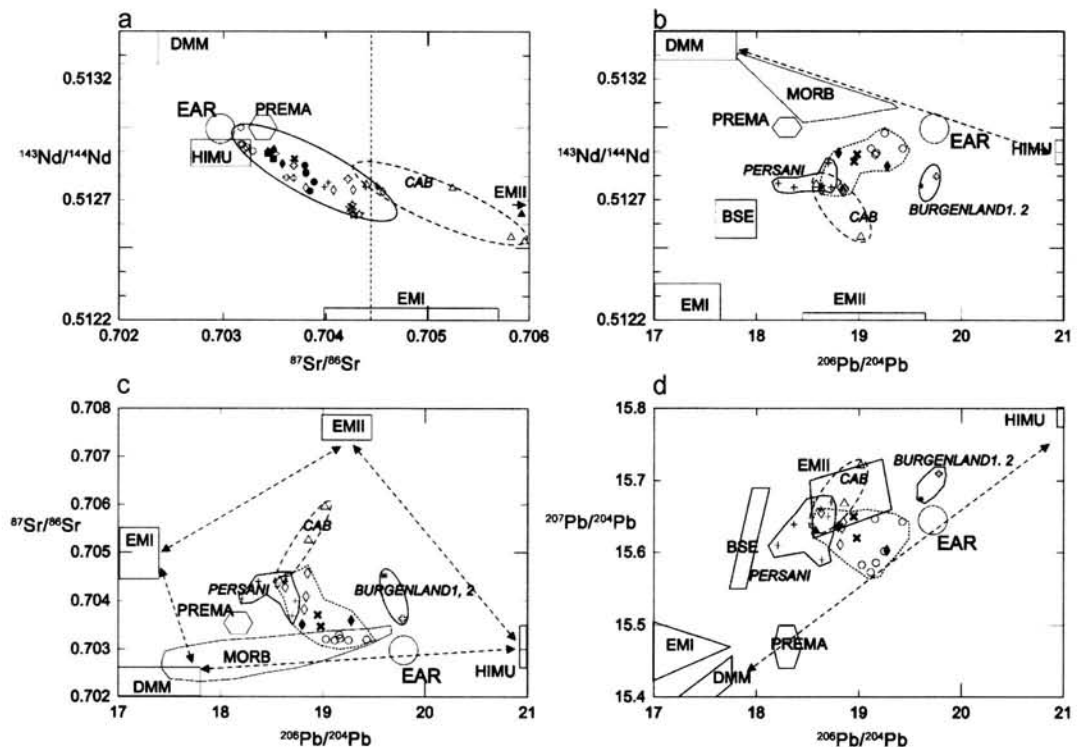 a
DMM
0.5132
EAR
PREMA
¹⁴³Nd/¹⁴⁴Nd
HIMU
0.5127
CAB
EMII
EMI
0.5122
0.702
0.703
0.704
0.705
0.706
⁸⁷Sr/⁸⁶Sr
b
DMM
0.5132
MORB
PREMA
EAR
¹⁴³Nd/¹⁴⁴Nd
HIMU
PERSANI
0.5127
BSE
CAB
BURGENLAND1. 2
EMI
EMII
0.5122
17
18
19
20
21
²⁰⁶Pb/²⁰⁴Pb
c
0.708
EMII
0.707
0.706
CAB
⁸⁷Sr/⁸⁶Sr
0.705
EMI
PERSANI
BURGENLAND1, 2
0.704
PREMA
0.703
MORB
EAR
HIMU
DMM
0.702
17
18
19
20
21
²⁰⁶Pb/²⁰⁴Pb
d
15.8
HIMU
EMII
BURGENLAND1. 2
15.7
CAB
²⁰⁷Pb/²⁰⁴Pb
EAR
BSE
15.6
PERSANI
15.5
PREMA
EMI
DMM
15.4
17
18
19
20
21
²⁰⁶Pb/²⁰⁴Pb